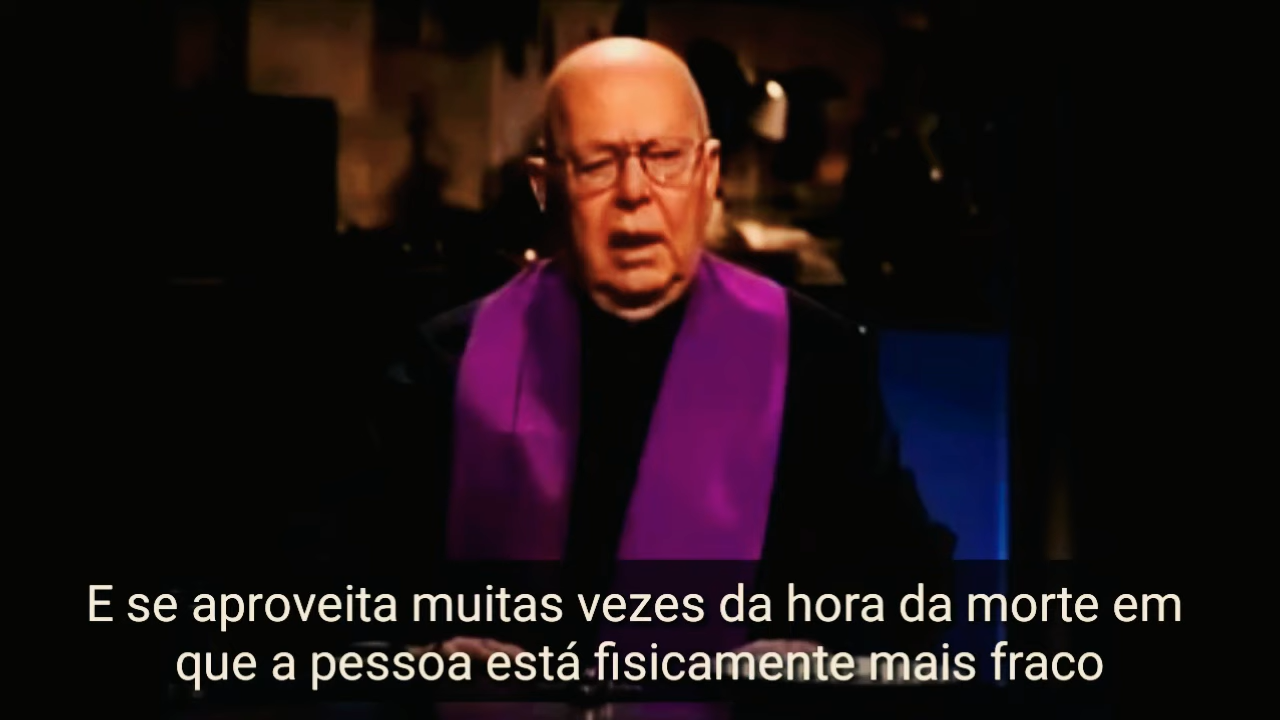 E se aproveita muitas vezes da hora da morte em
que a pessoa está fisicamente mais fraco